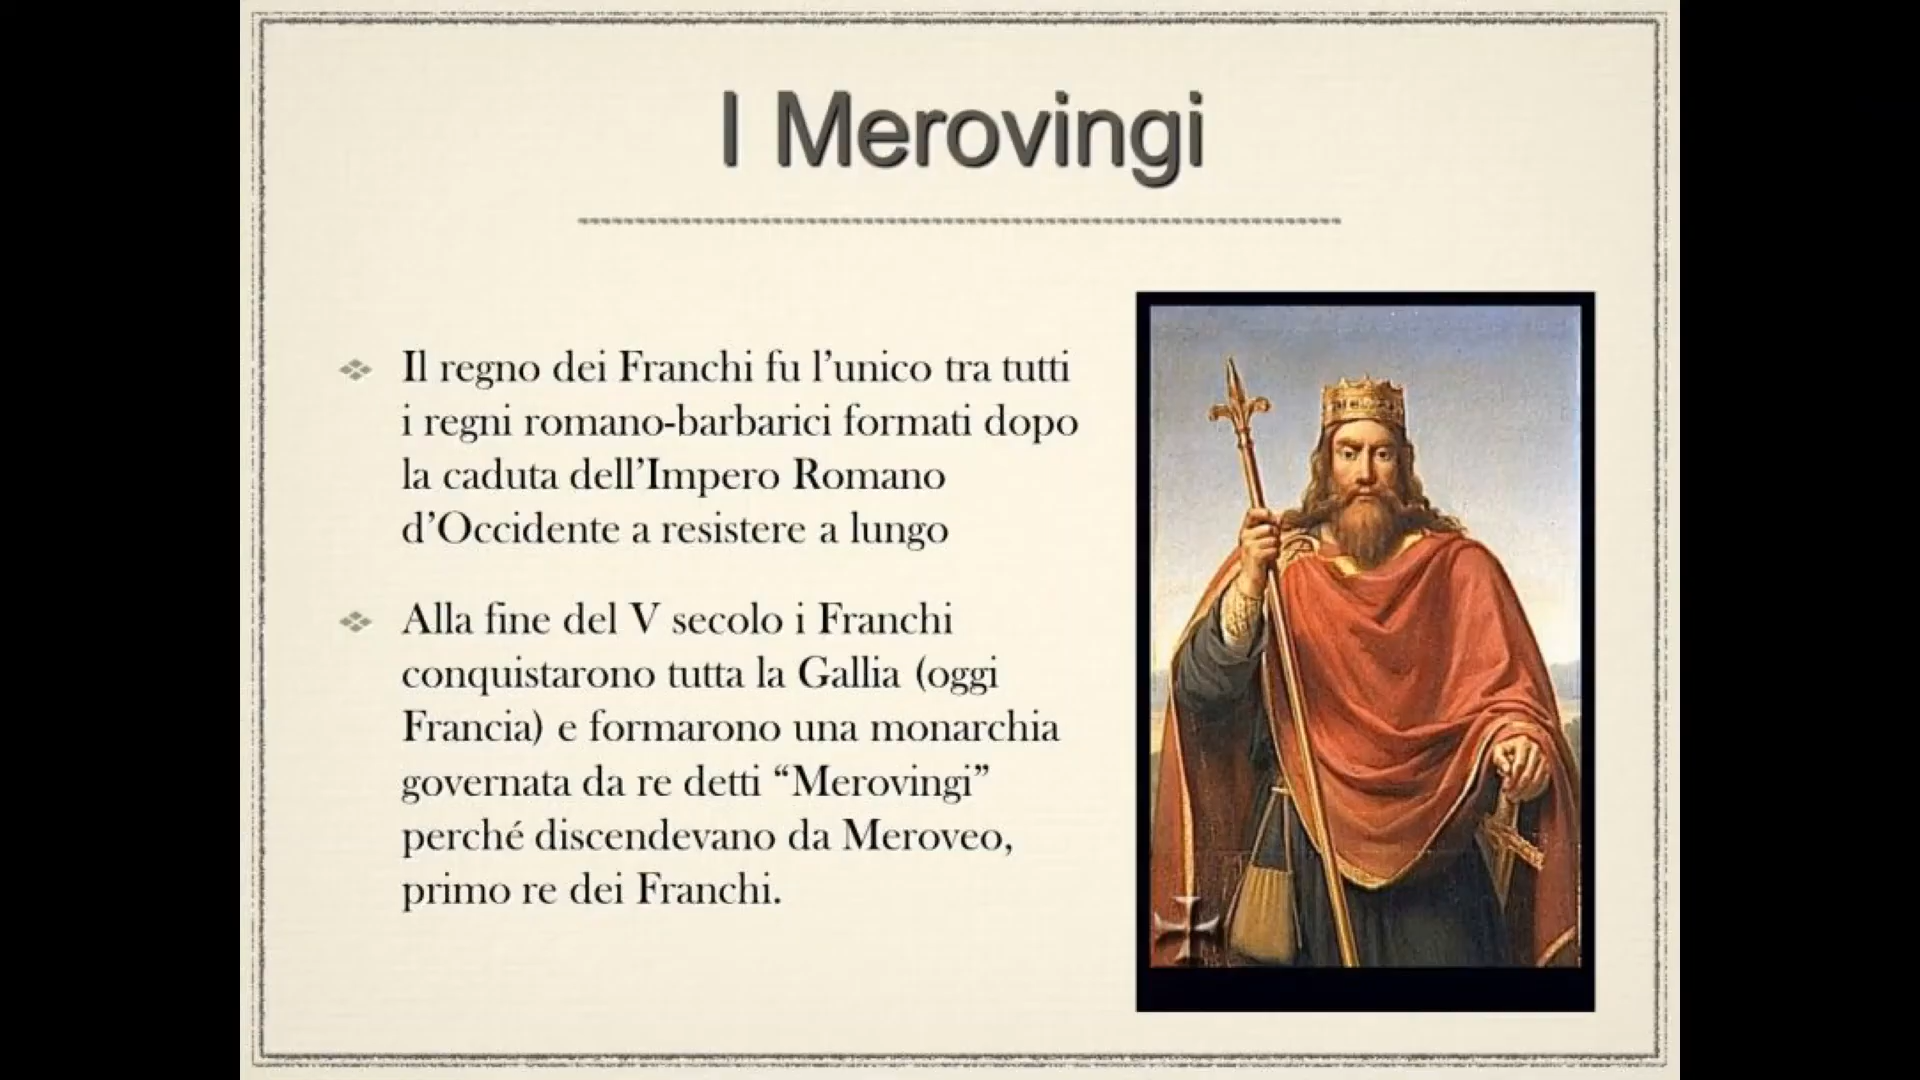 I Merovingi
Il regno dei Franchi fu l’unico tra tutti
i regni romano-barbarici formati dopo
la caduta dell’Impero Romano
d’Occidente a resistere a lungo
Alla fine del V secolo i Franchi
conquistarono tutta la Gallia (oggi
Francia) e formarono una monarchia
governata da re detti “Merovingi”
perché discendevano da Meroveo,
primo re dei Franchi.